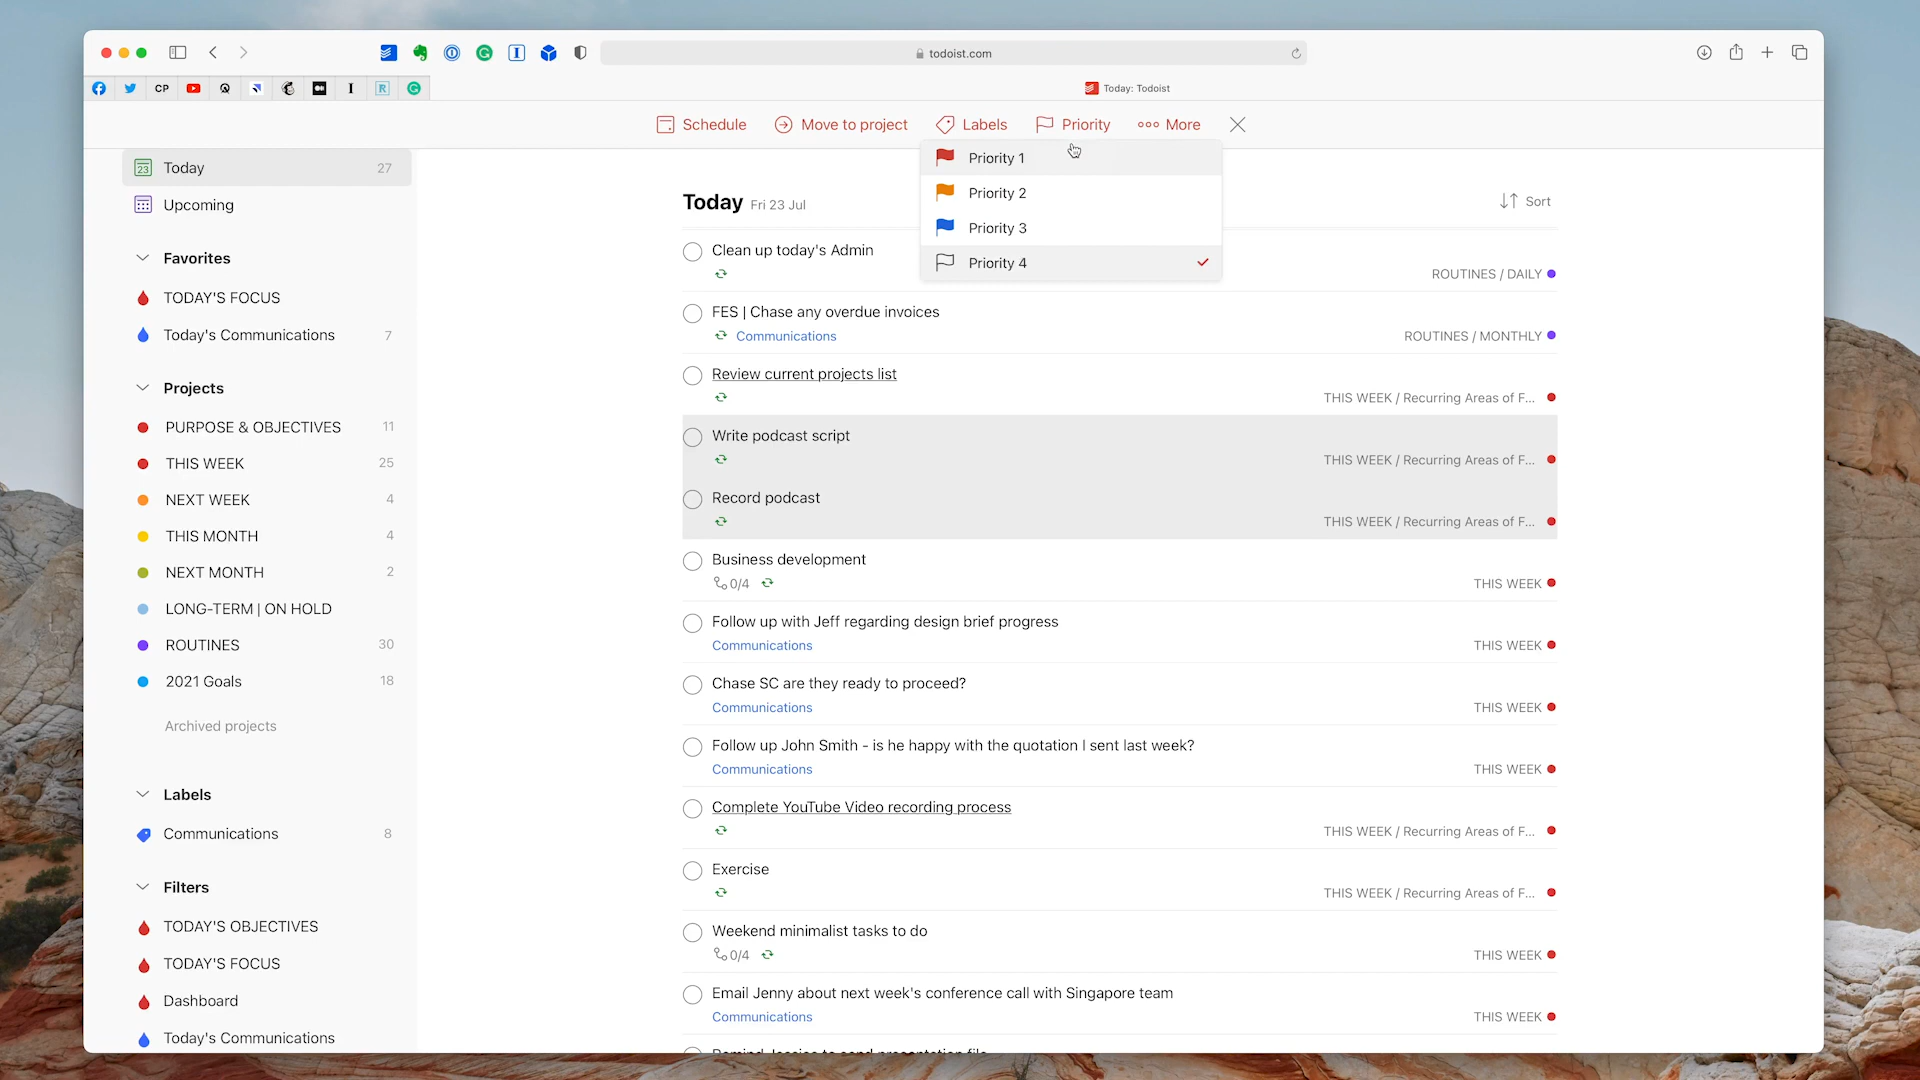 todoist.com
CP
Today: Todoist
Schedule
Move to project
Labels
Priority
More
Priority 1
Priority 2
Priority 3
Priority 4
23
Today
27
Upcoming
Favorites
TODAY'S FOCUS
Today's Communications
7
Projects
PURPOSE & OBJECTIVES
11
THIS WEEK
25
NEXT WEEK
4
THIS MONTH
4
NEXT MONTH
2
LONG-TERM | ON HOLD
ROUTINES
30
2021 Goals
18
Archived projects
Labels
Communications
8
Filters
TODAY'S OBJECTIVES
TODAY'S FOCUS
Dashboard
Today's Communications
Today Fri 23 Jul
Sort
Clean up today's Admin
ROUTINES / DAILY
FES | Chase any overdue invoices
Communications
ROUTINES / MONTHLY
Review current projects list
THIS WEEK / Recurring Areas of F...
Write podcast script
THIS WEEK / Recurring Areas of F...
Record podcast
THIS WEEK / Recurring Areas of F...
Business development
0/4
THIS WEEK
Follow up with Jeff regarding design brief progress
Communications
THIS WEEK
Chase SC are they ready to proceed?
Communications
THIS WEEK
Follow up John Smith - is he happy with the quotation I sent last week?
Communications
THIS WEEK
Complete YouTube Video recording process
THIS WEEK / Recurring Areas of F...
Exercise
THIS WEEK / Recurring Areas of F...
Weekend minimalist tasks to do
0/4
THIS WEEK
Email Jenny about next week's conference call with Singapore team
Communications
THIS WEEK